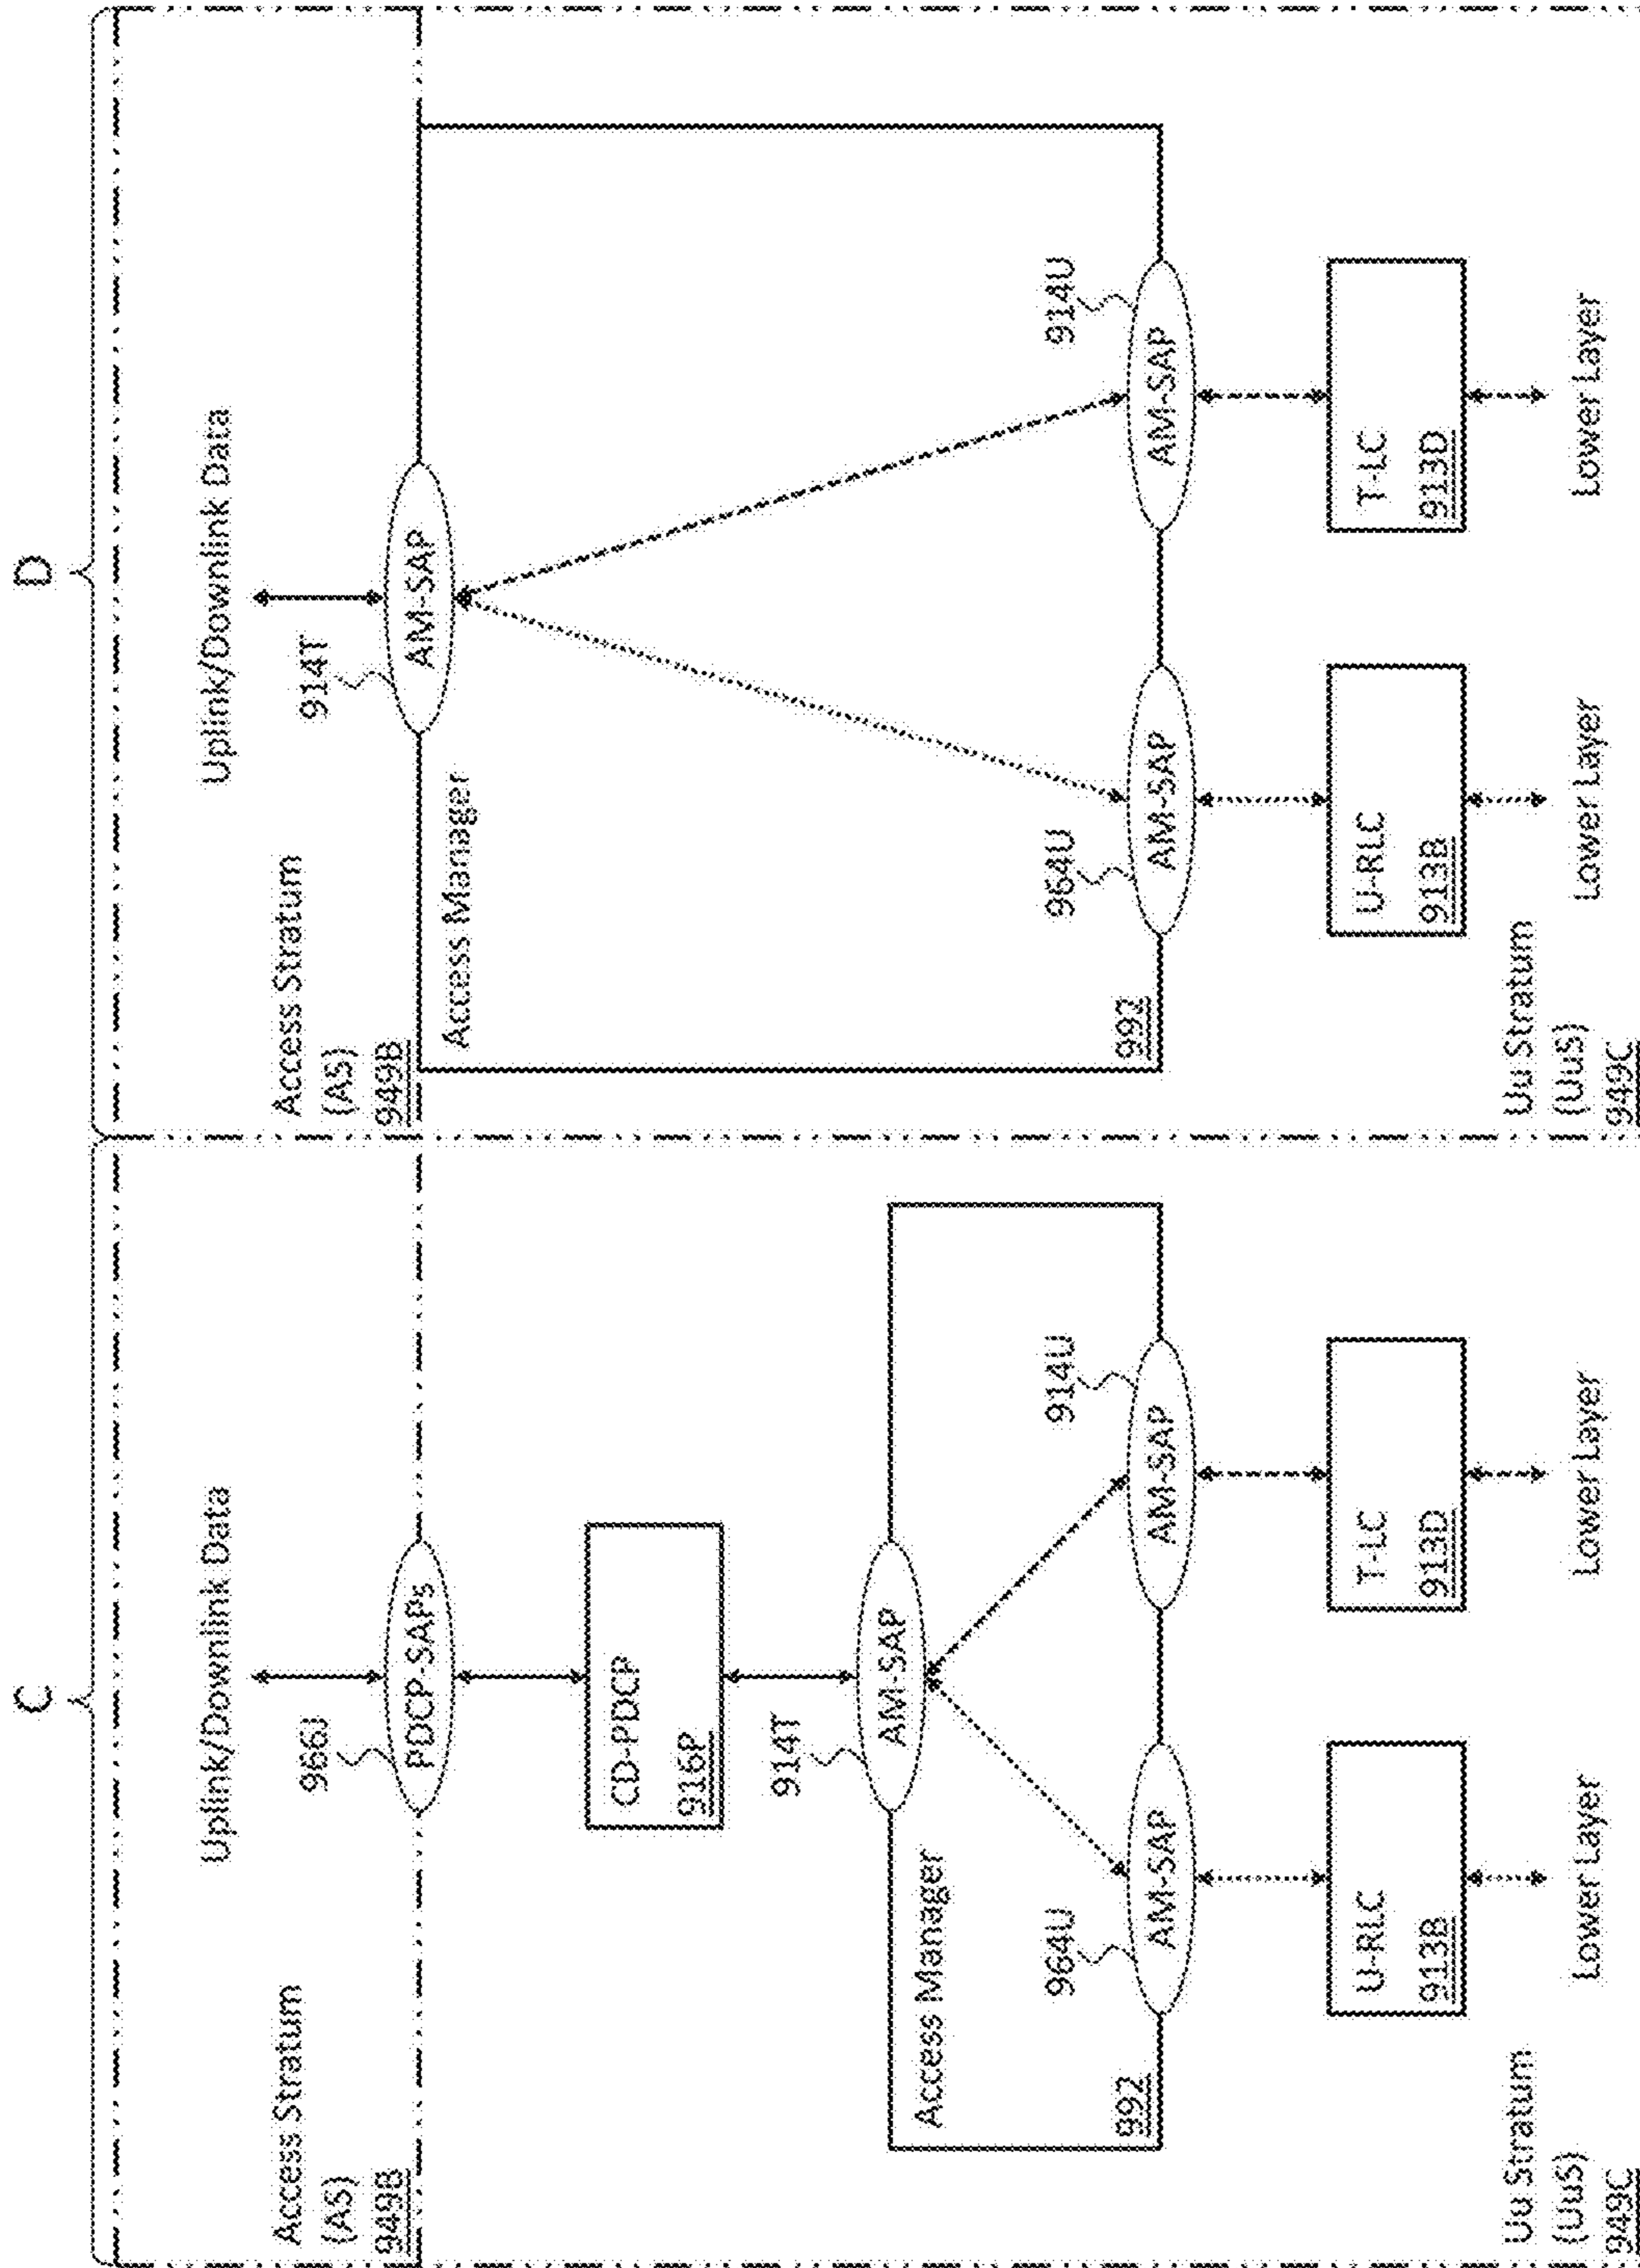 C
Uplink/Downlink Data
Access Stratum
(AS)
949B
966J
PDCP-SAPs
CD-PDCP
916P
914T
AM-SAP
Access Manager
964U
914U
AM-SAP
AM-SAP
992
U-RLC
913B
T-LC
913D
Uu Stratum
(UuS)
949C
Lower Layer
Lower Layer
D
Uplink/Downlink Data
Access Stratum
(AS)
949B
914T
AM-SAP
Access Manager
964U
914U
AM-SAP
AM-SAP
992
U-RLC
913B
T-LC
913D
Uu Stratum
(UuS)
949C
Lower Layer
Lower Layer